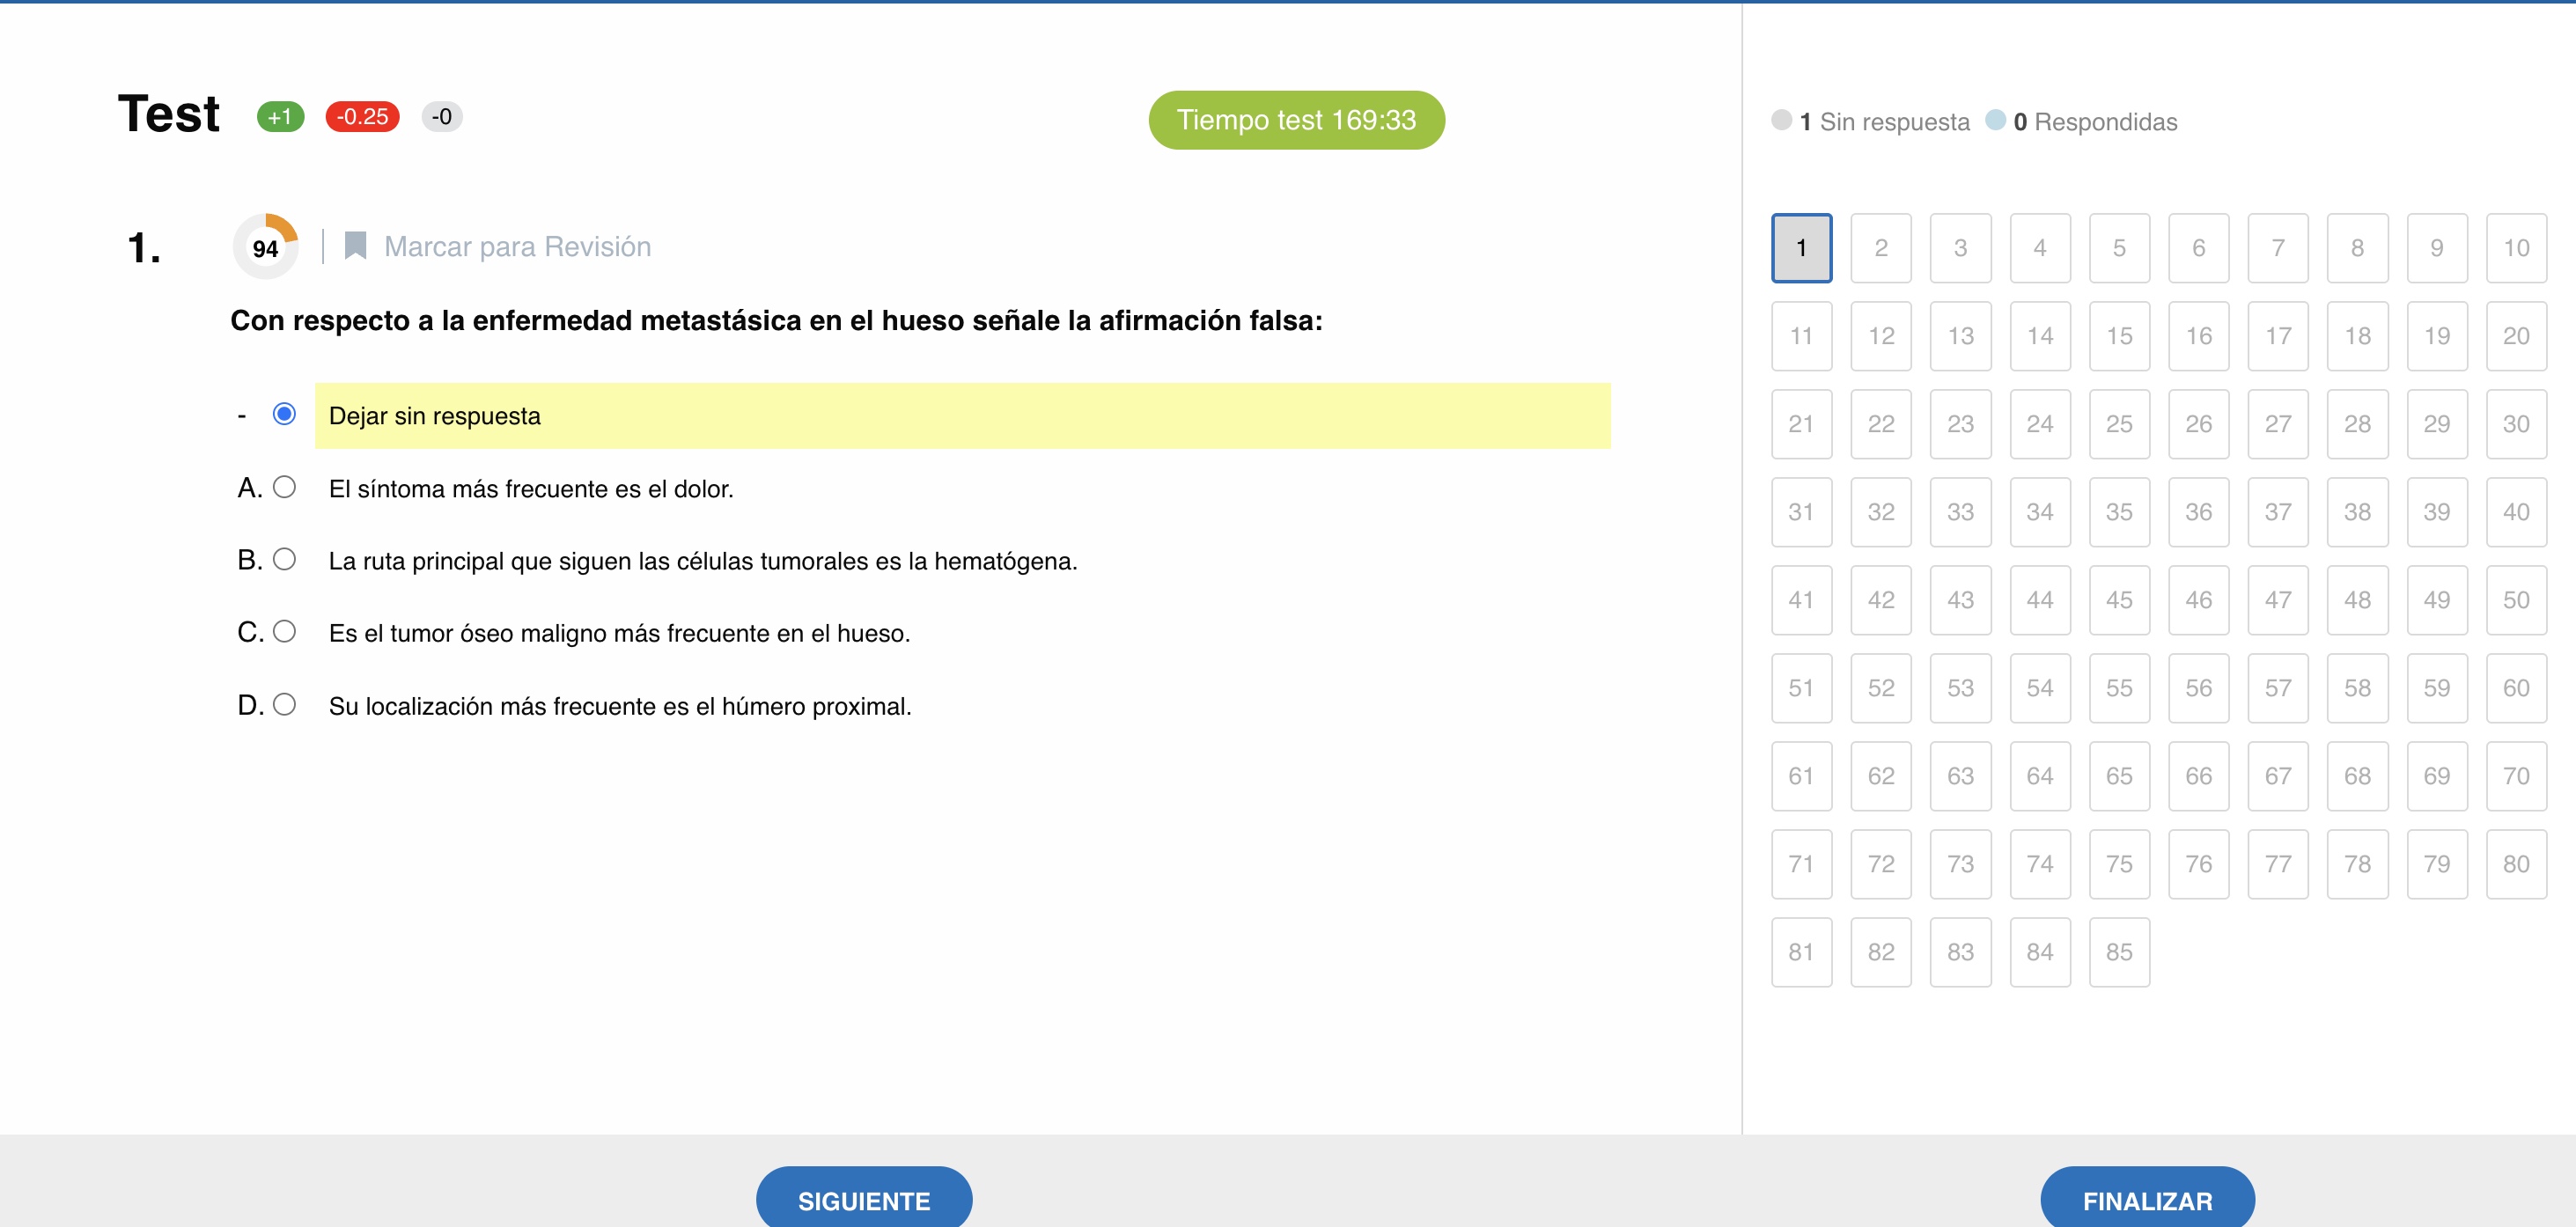 Test +1 -0.25 -0 Tiempo test 169:33
1. 94 Marcar para Revisión
Con respecto a la enfermedad metastásica en el hueso señale la afirmación falsa:
- Dejar sin respuesta
A. El síntoma más frecuente es el dolor.
B. La ruta principal que siguen las células tumorales es la hematógena.
C. Es el tumor óseo maligno más frecuente en el hueso.
D. Su localización más frecuente es el húmero proximal.
1 Sin respuesta 0 Respondidas
1 2 3 4 5 6 7 8 9 10
11 12 13 14 15 16 17 18 19 20
21 22 23 24 25 26 27 28 29 30
31 32 33 34 35 36 37 38 39 40
41 42 43 44 45 46 47 48 49 50
51 52 53 54 55 56 57 58 59 60
61 62 63 64 65 66 67 68 69 70
71 72 73 74 75 76 77 78 79 80
81 82 83 84 85
SIGUIENTE FINALIZAR